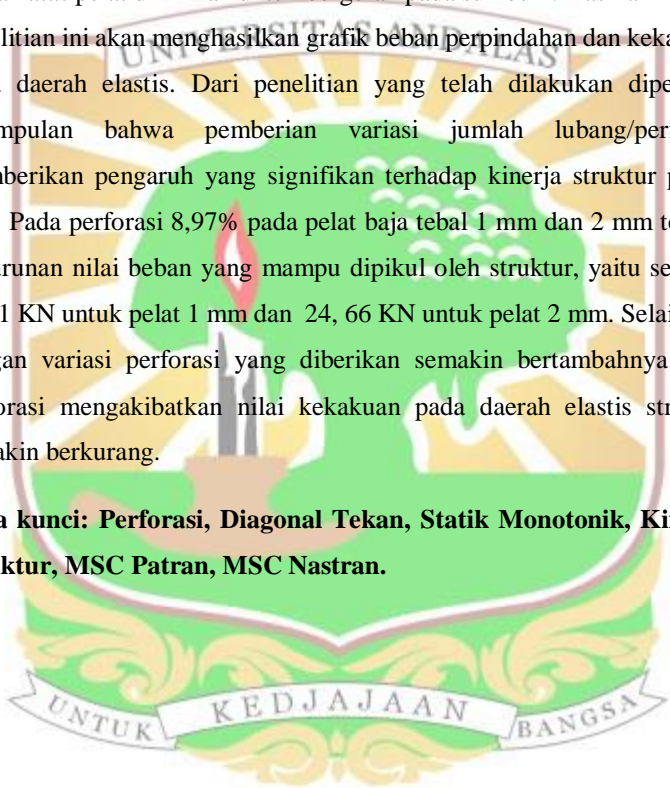 UNIVERSITAS ANDALAS
litian ini akan menghasilkan grafik beban perpindahan dan keka
daerah elastis. Dari penelitian yang telah dilakukan dipe
mpulan bahwa pemberian variasi jumlah lubang/per
berikan pengaruh yang signifikan terhadap kinerja struktur p
Pada perforasi 8,97% pada pelat baja tebal 1 mm dan 2 mm te
urunan nilai beban yang mampu dipikul oleh struktur, yaitu se
1 KN untuk pelat 1 mm dan 24, 66 KN untuk pelat 2 mm. Selai
gan variasi perforasi yang diberikan semakin bertambahnya
orasi mengakibatkan nilai kekakuan pada daerah elastis str
akin berkurang.
a kunci: Perforasi, Diagonal Tekan, Statik Monotonik, Ki
ktur, MSC Patran, MSC Nastran.
UNTUK KEDJAJAAN BANGSA